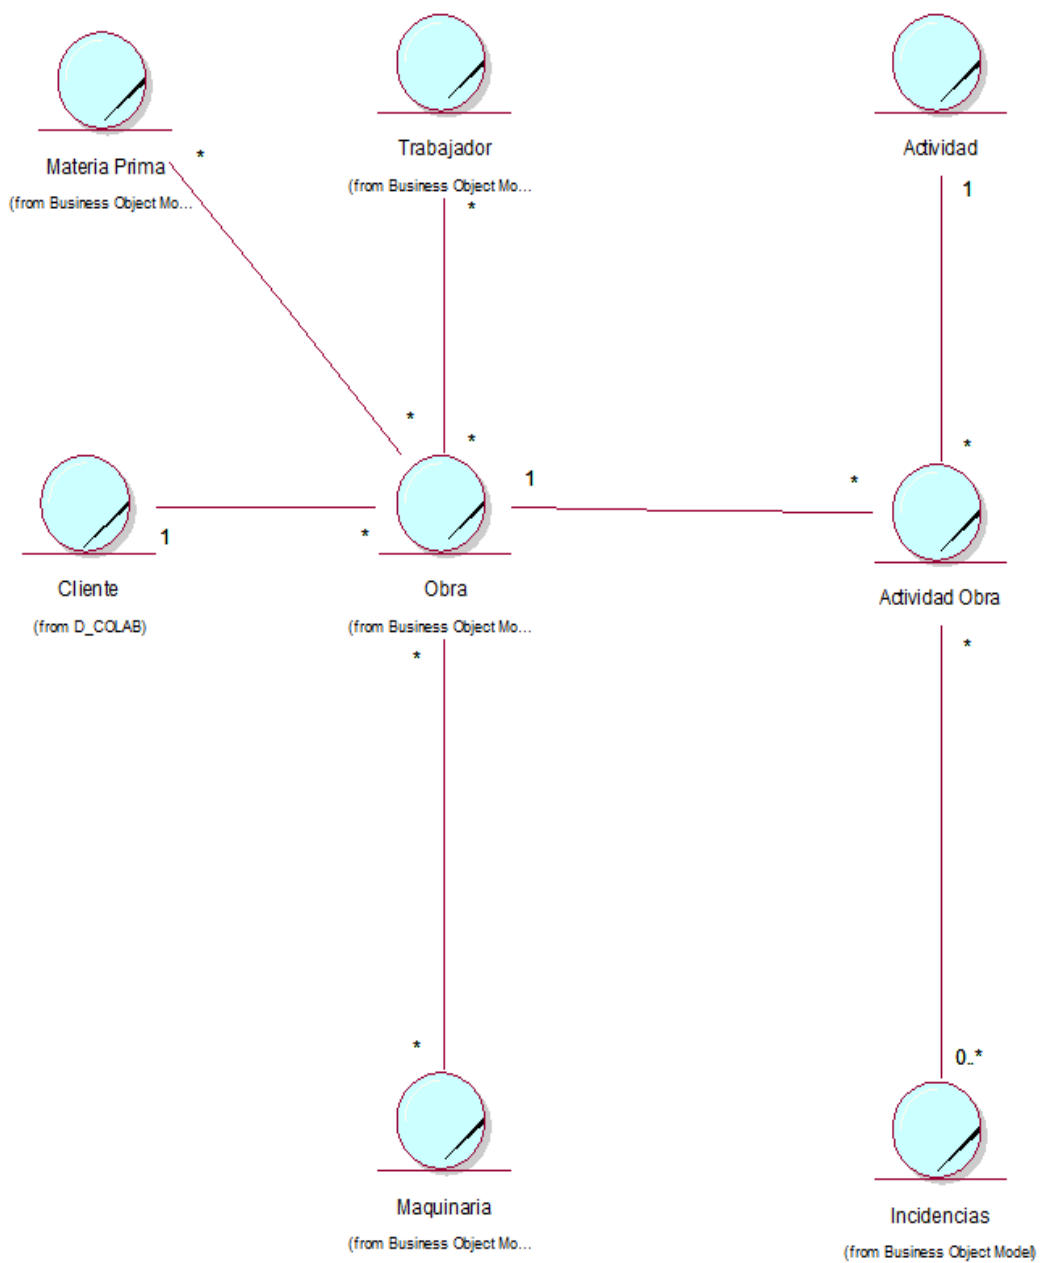 Materia Prima
(from Business Object Mo...
*
Trabajador
(from Business Object Mo...
*
Actividad
1
*
*
*
1
*
1
*
Cliente
(from D_COLAB)
Obra
(from Business Object Mo...
*
Actividad Obra
*
*
0..*
Maquinaria
(from Business Object Mo...
Incidencias
(from Business Object Model)